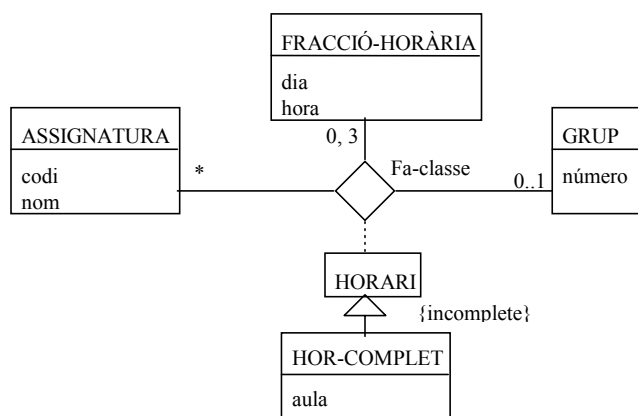 FRACCIÓ-HORÀRIA
dia
hora
0, 3
ASSIGNATURA
codi
nom
*
Fa-classe
0..1
GRUP
número
HORARI
{incomplete}
HOR-COMPLET
aula